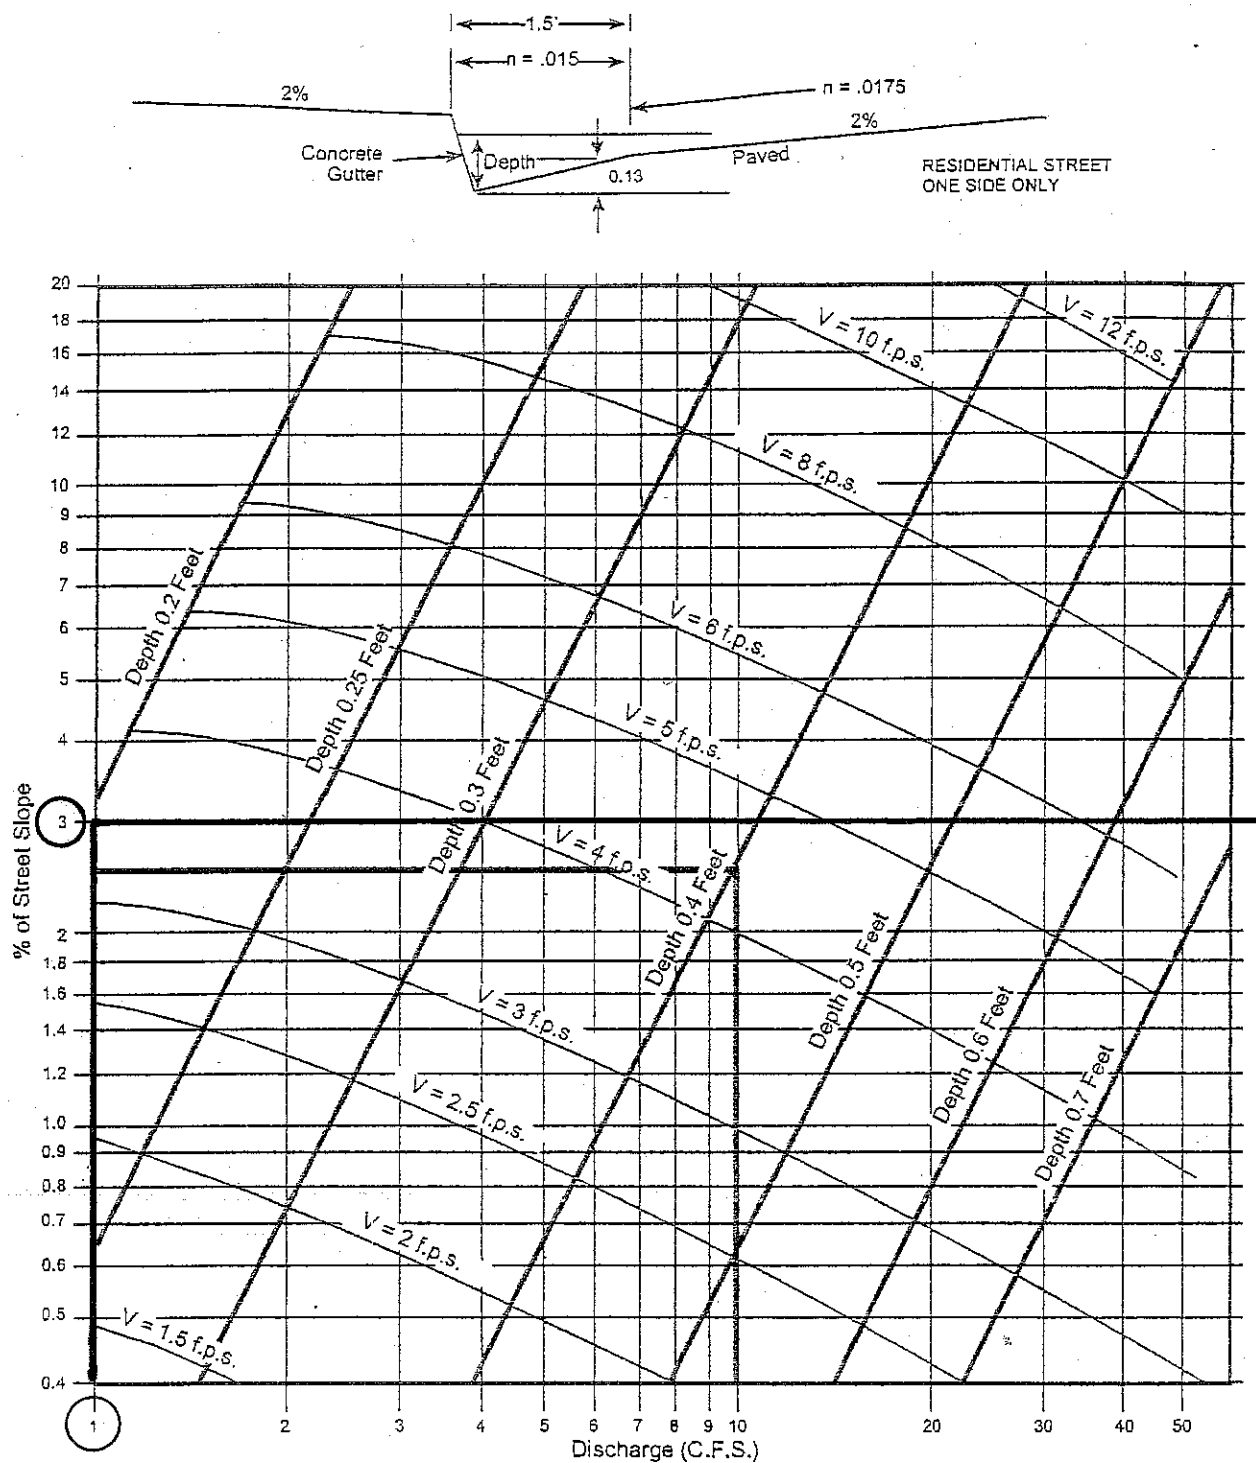 1.5'
n = .015
n = .0175
2%
2%
Concrete
Gutter
Depth
0.13
Paved
RESIDENTIAL STREET
ONE SIDE ONLY
20
18
16
14
12
10
9
8
7
6
5
4
3
2
1.8
1.6
1.4
1.2
1.0
0.9
0.8
0.7
0.6
0.5
0.4
% of Street Slope
V = 10 f.p.s.
V = 12 f.p.s.
V = 8 f.p.s.
V = 6 f.p.s.
V = 5 f.p.s.
V = 4 f.p.s.
V = 3 f.p.s.
V = 2.5 f.p.s.
V = 2 f.p.s.
V = 1.5 f.p.s.
Depth 0.2 Feet
Depth 0.25 Feet
Depth 0.3 Feet
Depth 0.4 Feet
Depth 0.5 Feet
Depth 0.6 Feet
Depth 0.7 Feet
1 2 3 4 5 6 7 8 9 10 20 30 40 50
Discharge (C.F.S.)